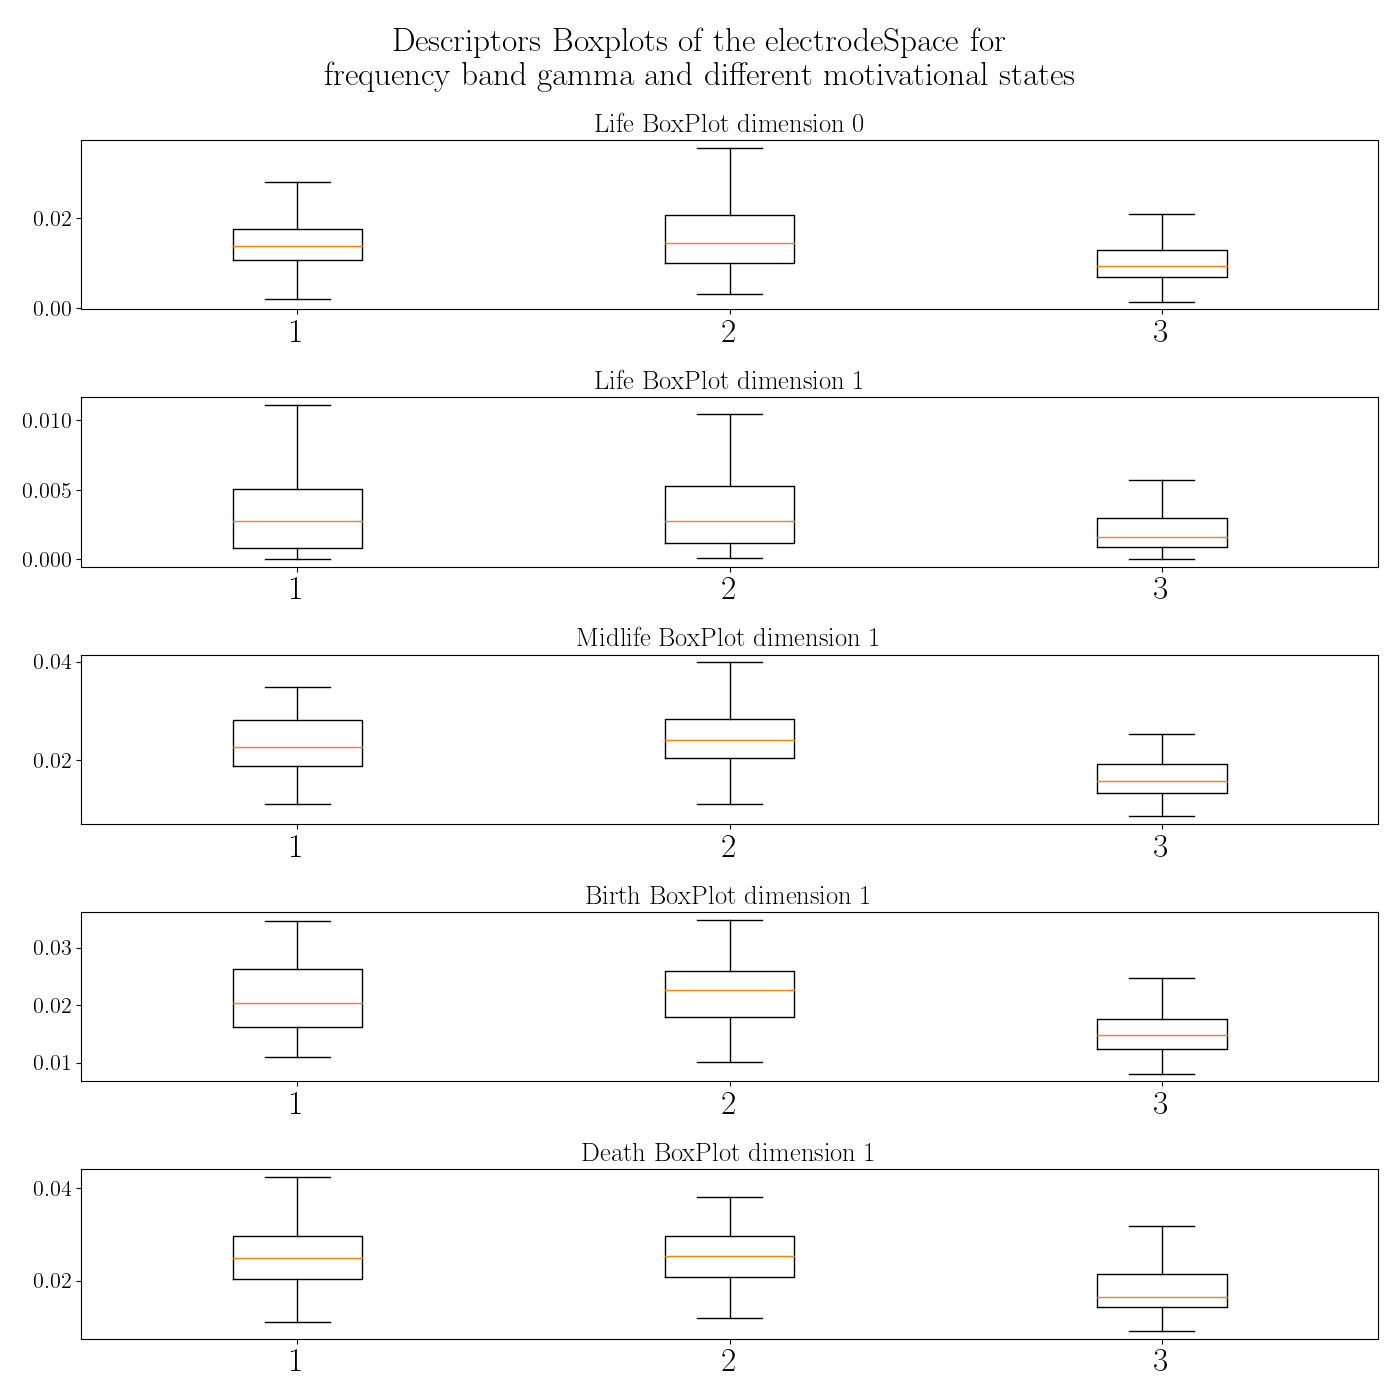 Descriptors Boxplots of the electrodeSpace for
frequency band gamma and different motivational states
Life BoxPlot dimension 0
0.02
0.00
1 2 3
Life BoxPlot dimension 1
0.010
0.005
0.000
1 2 3
Midlife BoxPlot dimension 1
0.04
0.02
1 2 3
Birth BoxPlot dimension 1
0.03
0.02
0.01
1 2 3
Death BoxPlot dimension 1
0.04
0.02
1 2 3